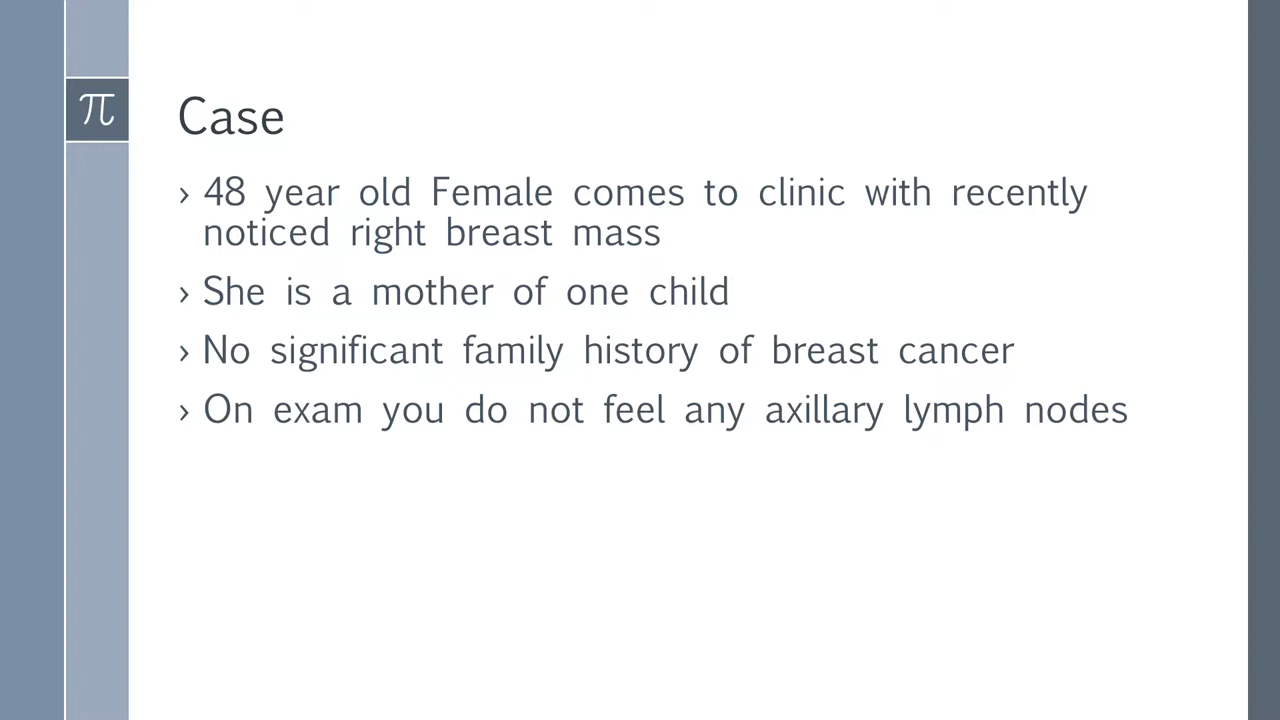 π
Case
› 48 year old Female comes to clinic with recently
noticed right breast mass
› She is a mother of one child
› No significant family history of breast cancer
› On exam you do not feel any axillary lymph nodes